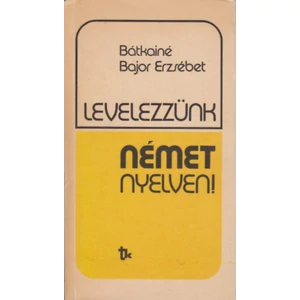 Bátkainé
Bajor Erzsébet
LEVELEZZÜNK
NÉMET
NYELVEN!
tk